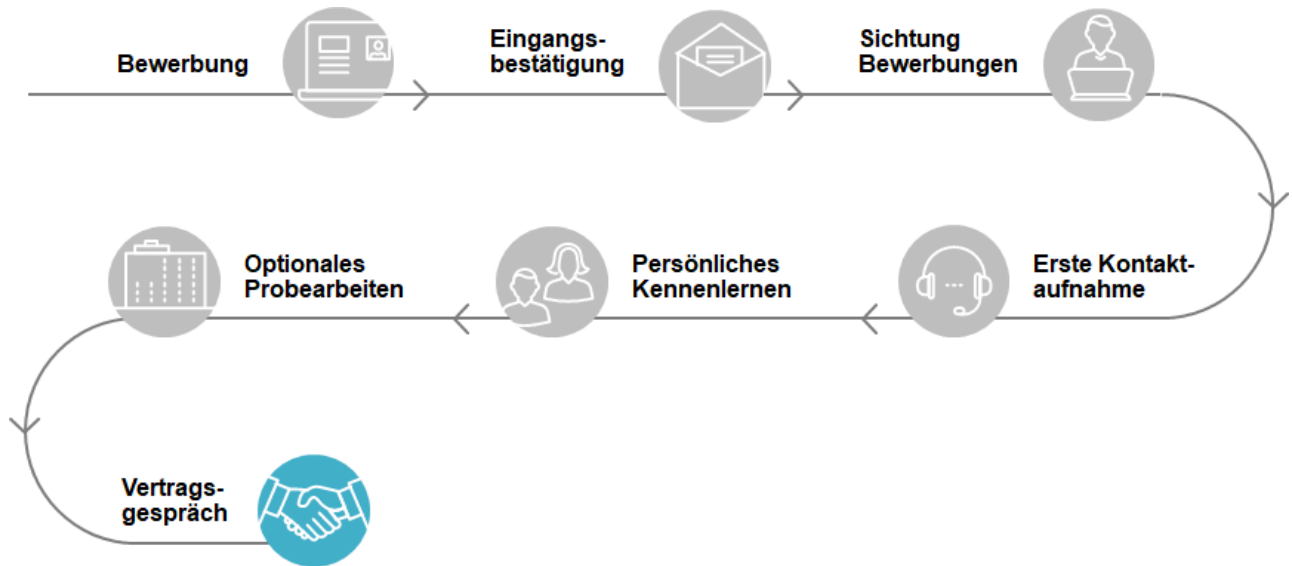 Bewerbung
Eingangs-
bestätigung
Sichtung
Bewerbungen
Erste Kontakt-
aufnahme
Persönliches
Kennenlernen
Optionales
Probearbeiten
Vertrags-
gespräch